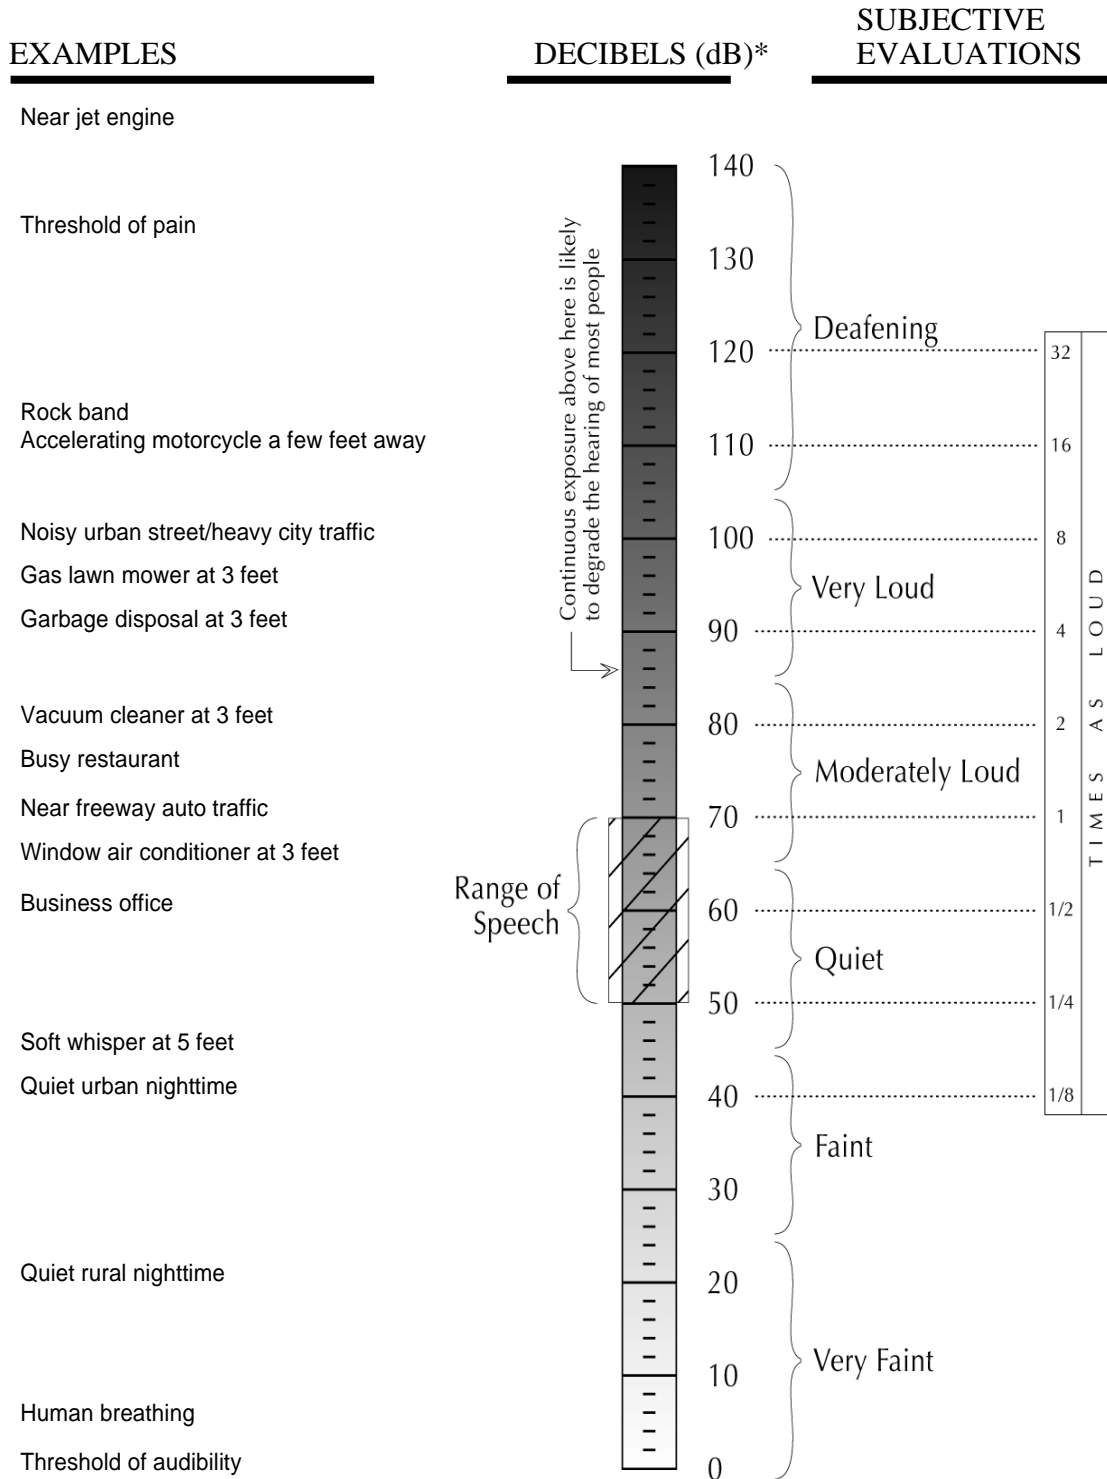 EXAMPLES
DECIBELS (dB)*
SUBJECTIVE
EVALUATIONS
Near jet engine
140
Threshold of pain
130
Continuous exposure above here is likely
to degrade the hearing of most people
Deafening
120
32
Rock band
Accelerating motorcycle a few feet away
110
16
Noisy urban street/heavy city traffic
100
8
Gas lawn mower at 3 feet
Very Loud
Garbage disposal at 3 feet
90
4
TIMES AS LOUD
Vacuum cleaner at 3 feet
80
2
Busy restaurant
Moderately Loud
Near freeway auto traffic
70
1
Window air conditioner at 3 feet
Range of
Speech
Business office
60
1/2
Quiet
50
1/4
Soft whisper at 5 feet
Quiet urban nighttime
40
1/8
Faint
30
Quiet rural nighttime
20
Very Faint
10
Human breathing
Threshold of audibility
0